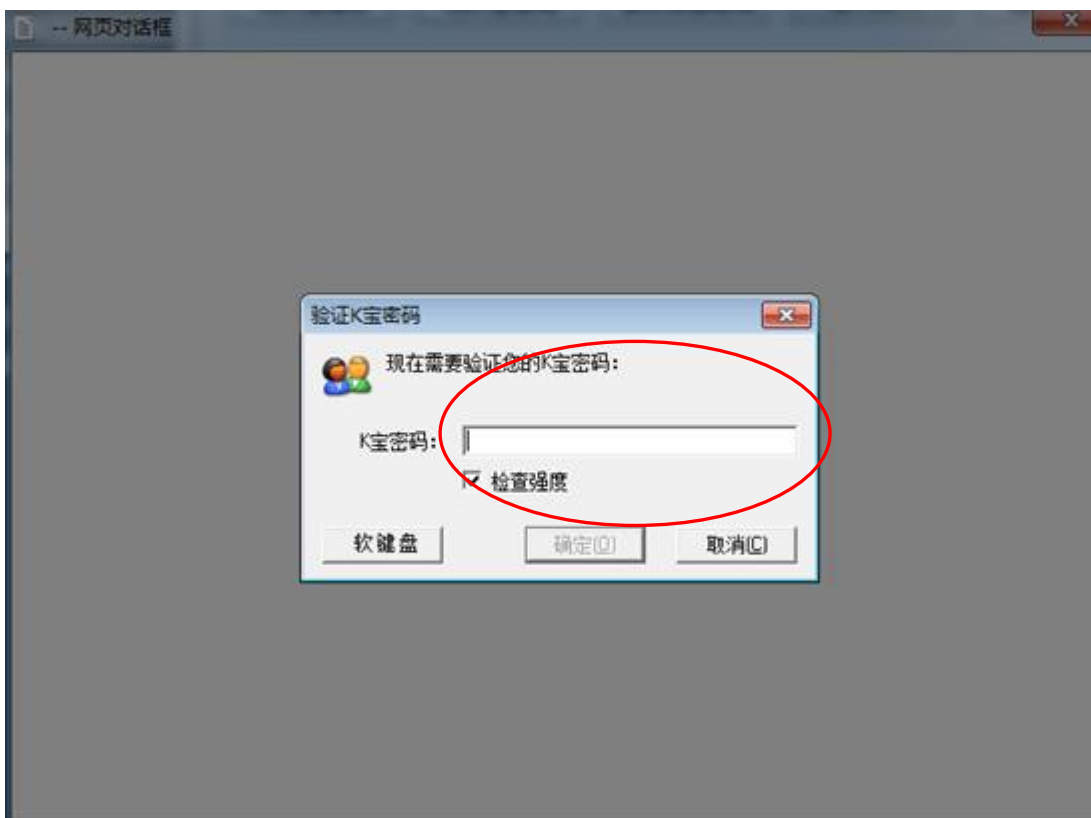 -- 网页对话框
验证K宝密码
现在需要验证您的K宝密码:
K宝密码:
检查强度
软键盘
确定(O)
取消(C)